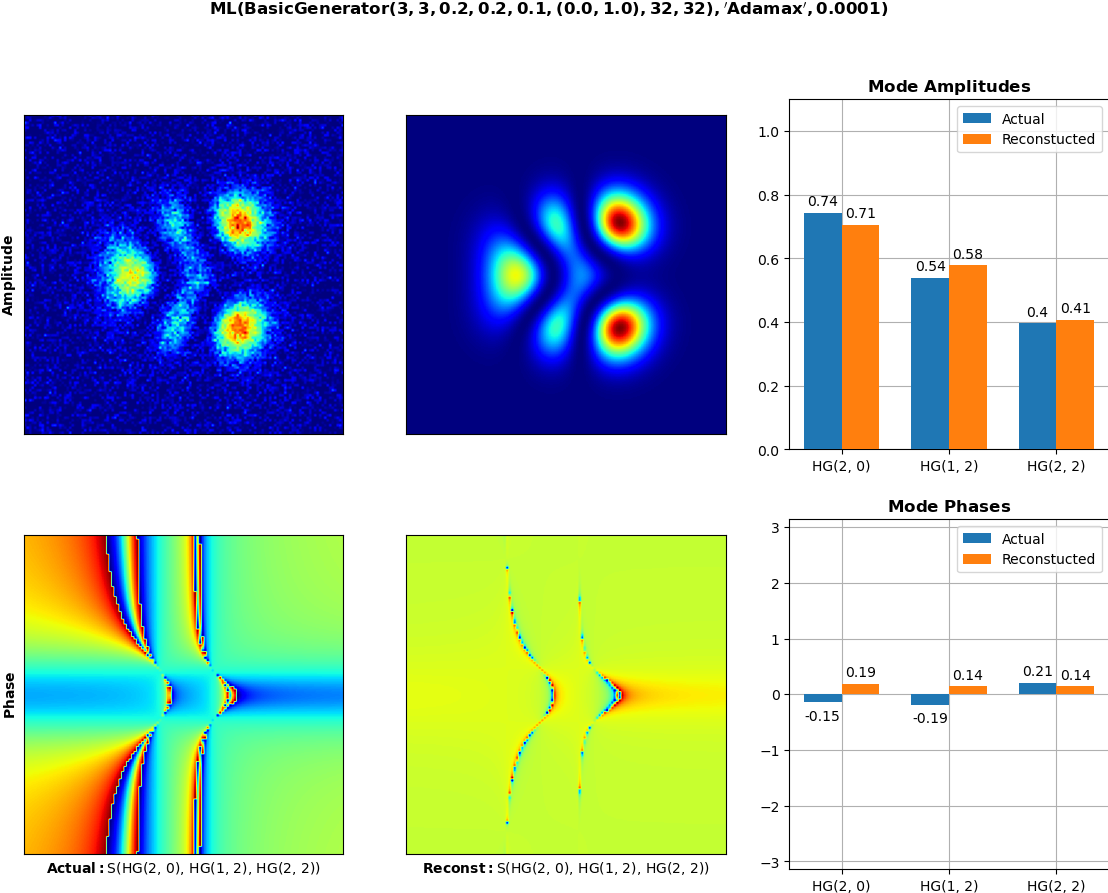 ML(BasicGenerator(3, 3, 0.2, 0.2, 0.1, (0.0, 1.0), 32, 32), ′Adamax′, 0.0001)
Amplitude
Mode Amplitudes
Actual
Reconstucted
1.0
0.8
0.6
0.4
0.2
0.0
0.74
0.71
0.54
0.58
0.4
0.41
HG(2, 0)
HG(1, 2)
HG(2, 2)
Phase
Actual: S(HG(2, 0), HG(1, 2), HG(2, 2))
Reconst: S(HG(2, 0), HG(1, 2), HG(2, 2))
Mode Phases
Actual
Reconstucted
3
2
1
0
−1
−2
−3
-0.15
0.19
-0.19
0.14
0.21
0.14
HG(2, 0)
HG(1, 2)
HG(2, 2)